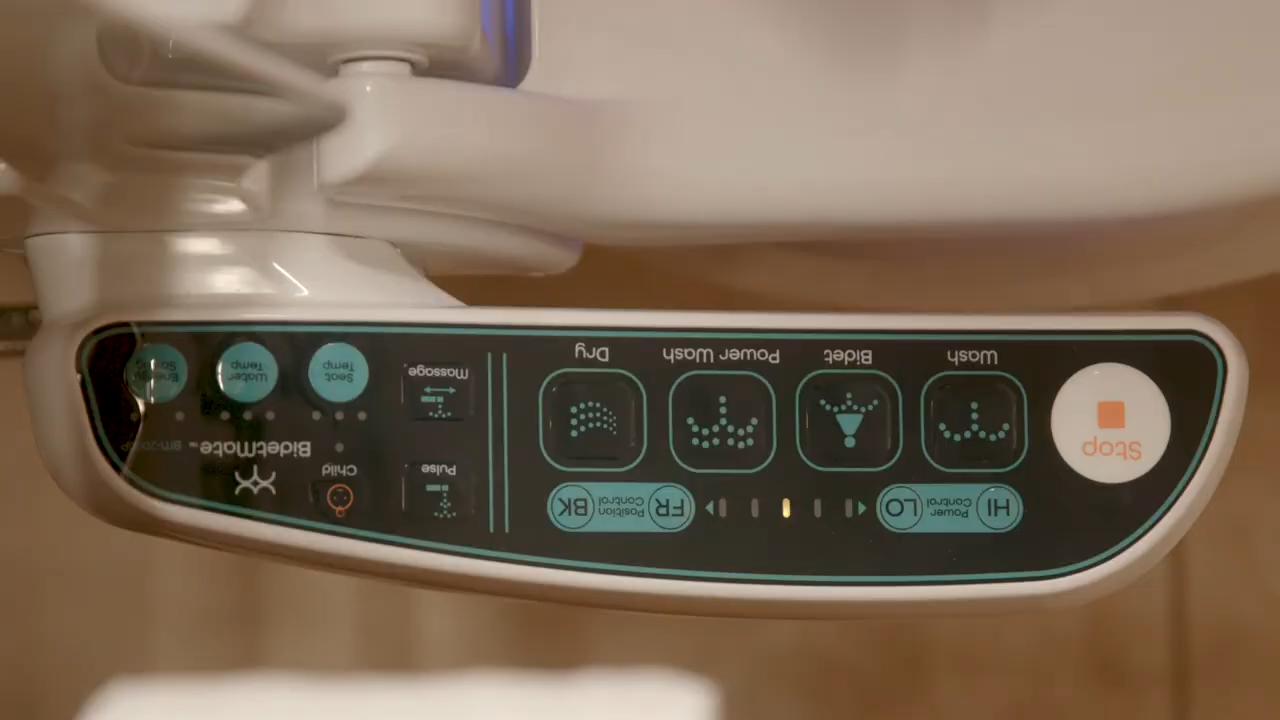 HI
Power
Control
LO
FR
Position
Control
BK
Stop
Wash
Bidet
Power Wash
Dry
Pulse
Massage
Child
BidetMate™
Seat
Temp
Water
Temp